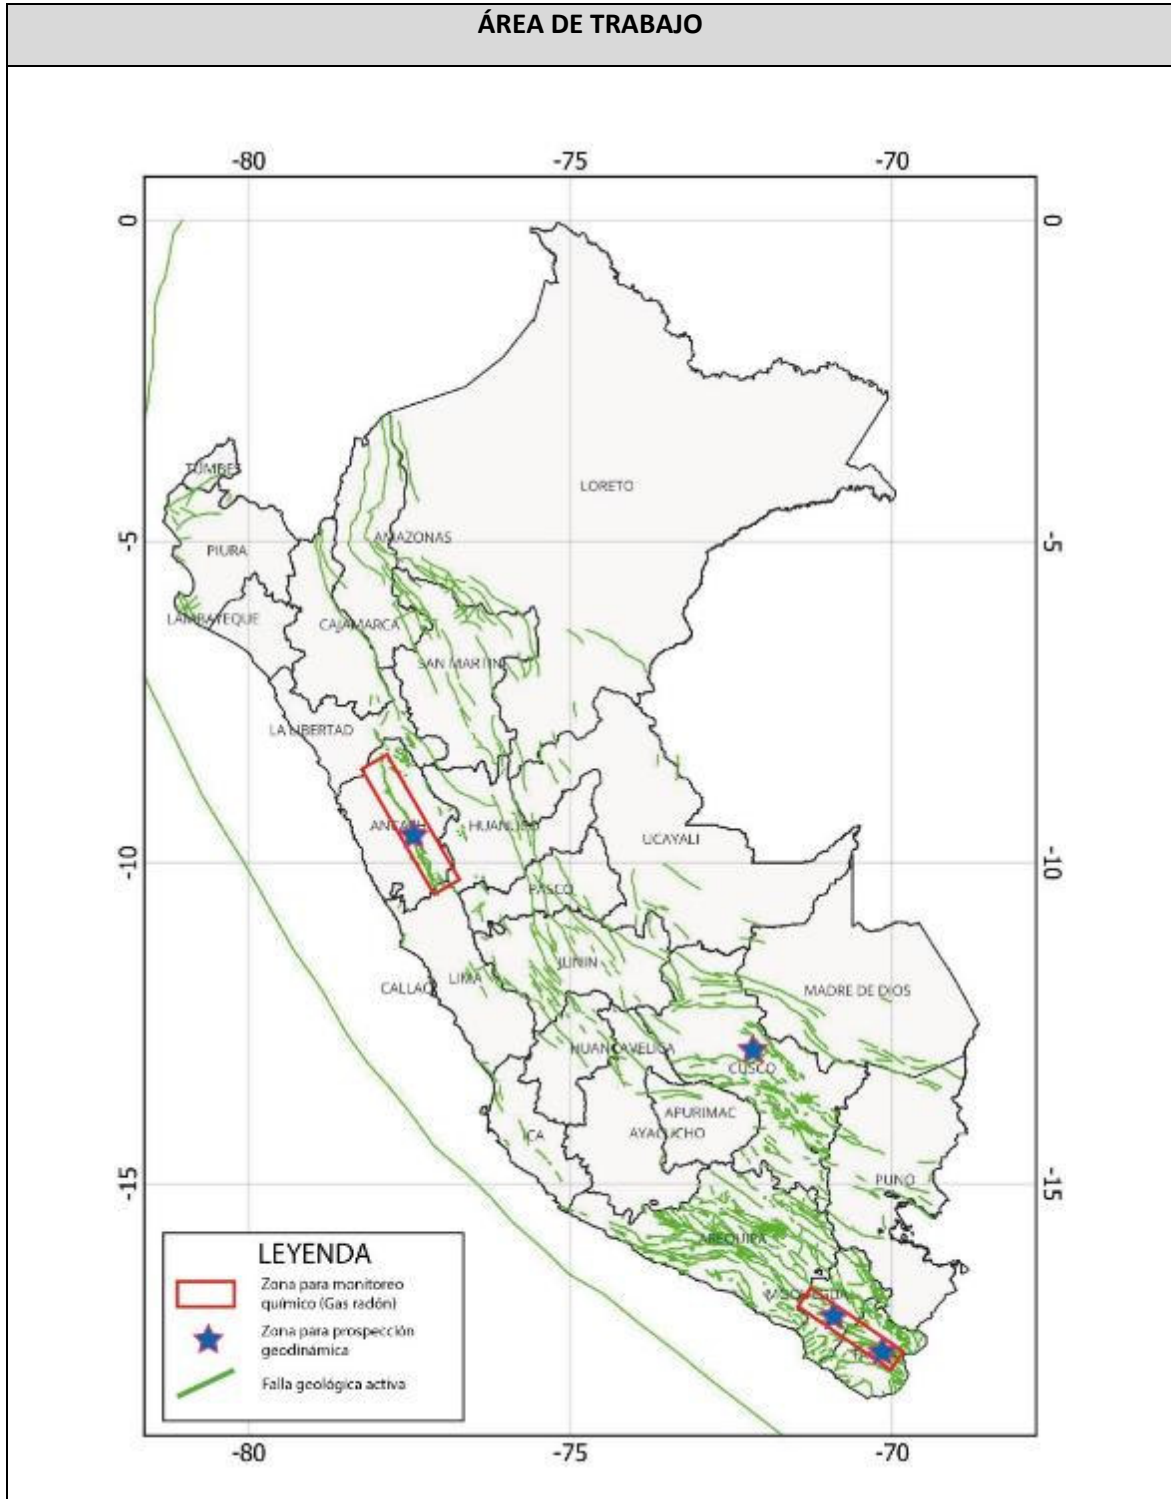 ÁREA DE TRABAJO
-80 -75 -70
0 0
LORETO
TUMBES
AMAZONAS
-5 -5
PIURA
LAMBAYEQUE
CAJAMARCA
SAN MARTIN
LA LIBERTAD
ANCASH
HUANUCO
UCAYALI
-10 -10
PASCO
JUNIN
LIMA
CALLAO
MADRE DE DIOS
HUANCAVELICA
CUSCO
APURIMAC
ICA
AYACUCHO
PUNO
-15 -15
AREQUIPA
MOQUEGUA
LEYENDA
Zona para monitoreo
químico (Gas radón)
Zona para prospección
geodinámica
Falla geológica activa
-80 -75 -70